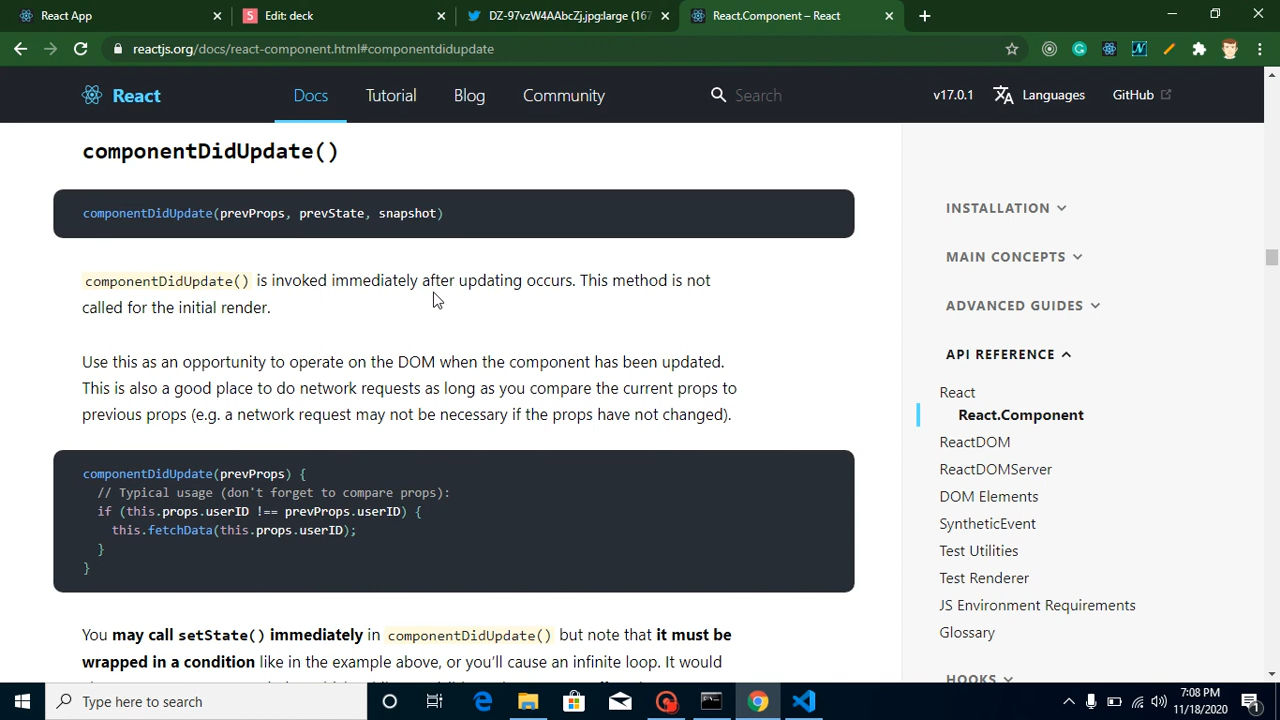 React App
Edit: deck
DZ-97vzW4AAbcZj.jpg:large (167
React.Component – React
reactjs.org/docs/react-component.html#componentdidupdate
React
Docs
Tutorial
Blog
Community
Search
v17.0.1
Languages
GitHub
componentDidUpdate()
componentDidUpdate(prevProps, prevState, snapshot)
componentDidUpdate() is invoked immediately after updating occurs. This method is not
called for the initial render.
Use this as an opportunity to operate on the DOM when the component has been updated.
This is also a good place to do network requests as long as you compare the current props to
previous props (e.g. a network request may not be necessary if the props have not changed).
componentDidUpdate(prevProps) {
// Typical usage (don't forget to compare props):
if (this.props.userID !== prevProps.userID) {
this.fetchData(this.props.userID);
}
}
You may call setState() immediately in componentDidUpdate() but note that it must be
wrapped in a condition like in the example above, or you'll cause an infinite loop. It would
INSTALLATION
MAIN CONCEPTS
ADVANCED GUIDES
API REFERENCE
React
React.Component
ReactDOM
ReactDOMServer
DOM Elements
SyntheticEvent
Test Utilities
Test Renderer
JS Environment Requirements
Glossary
HOOKS
Type here to search
7:08 PM
11/18/2020